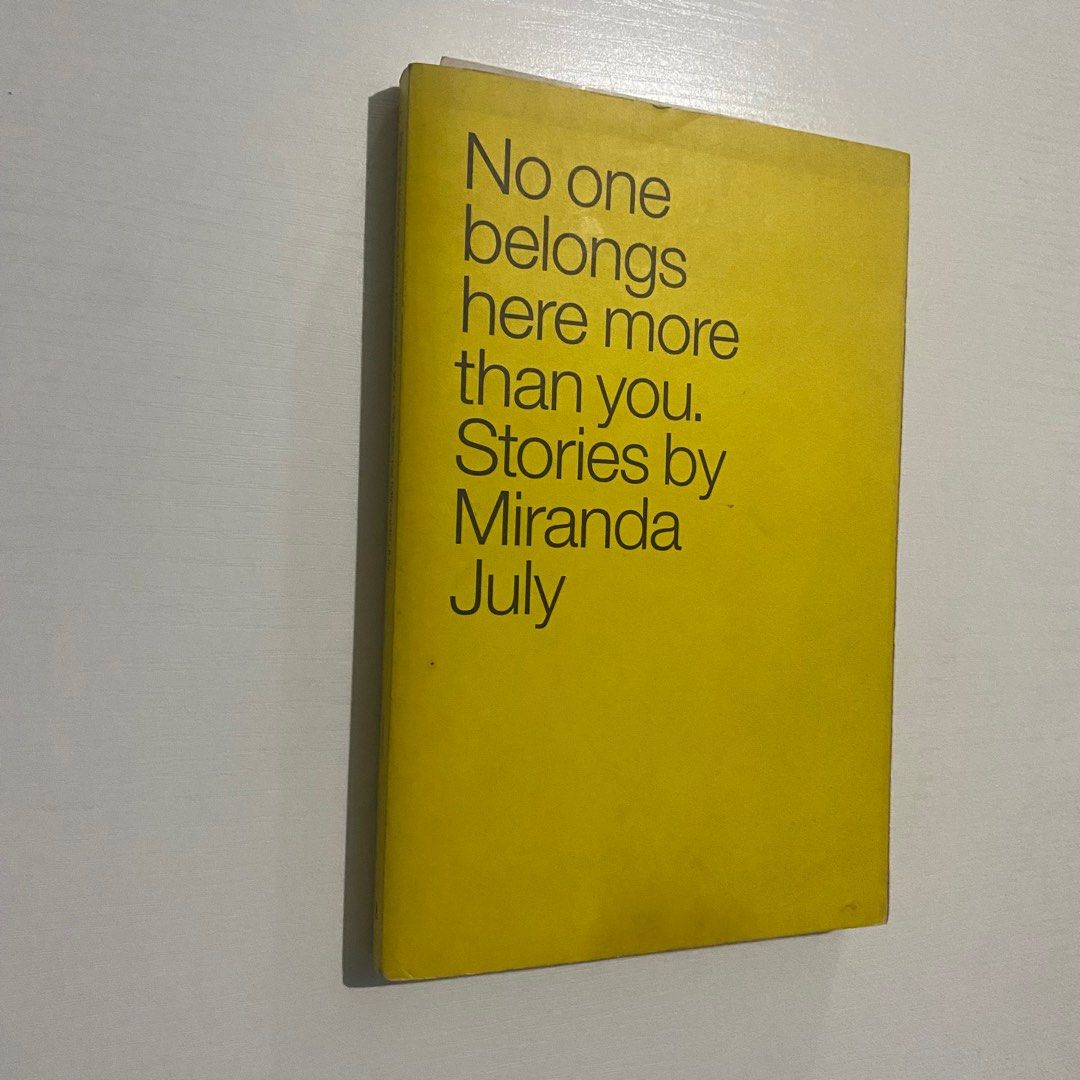 No one
belongs
here more
than you.
Stories by
Miranda
July